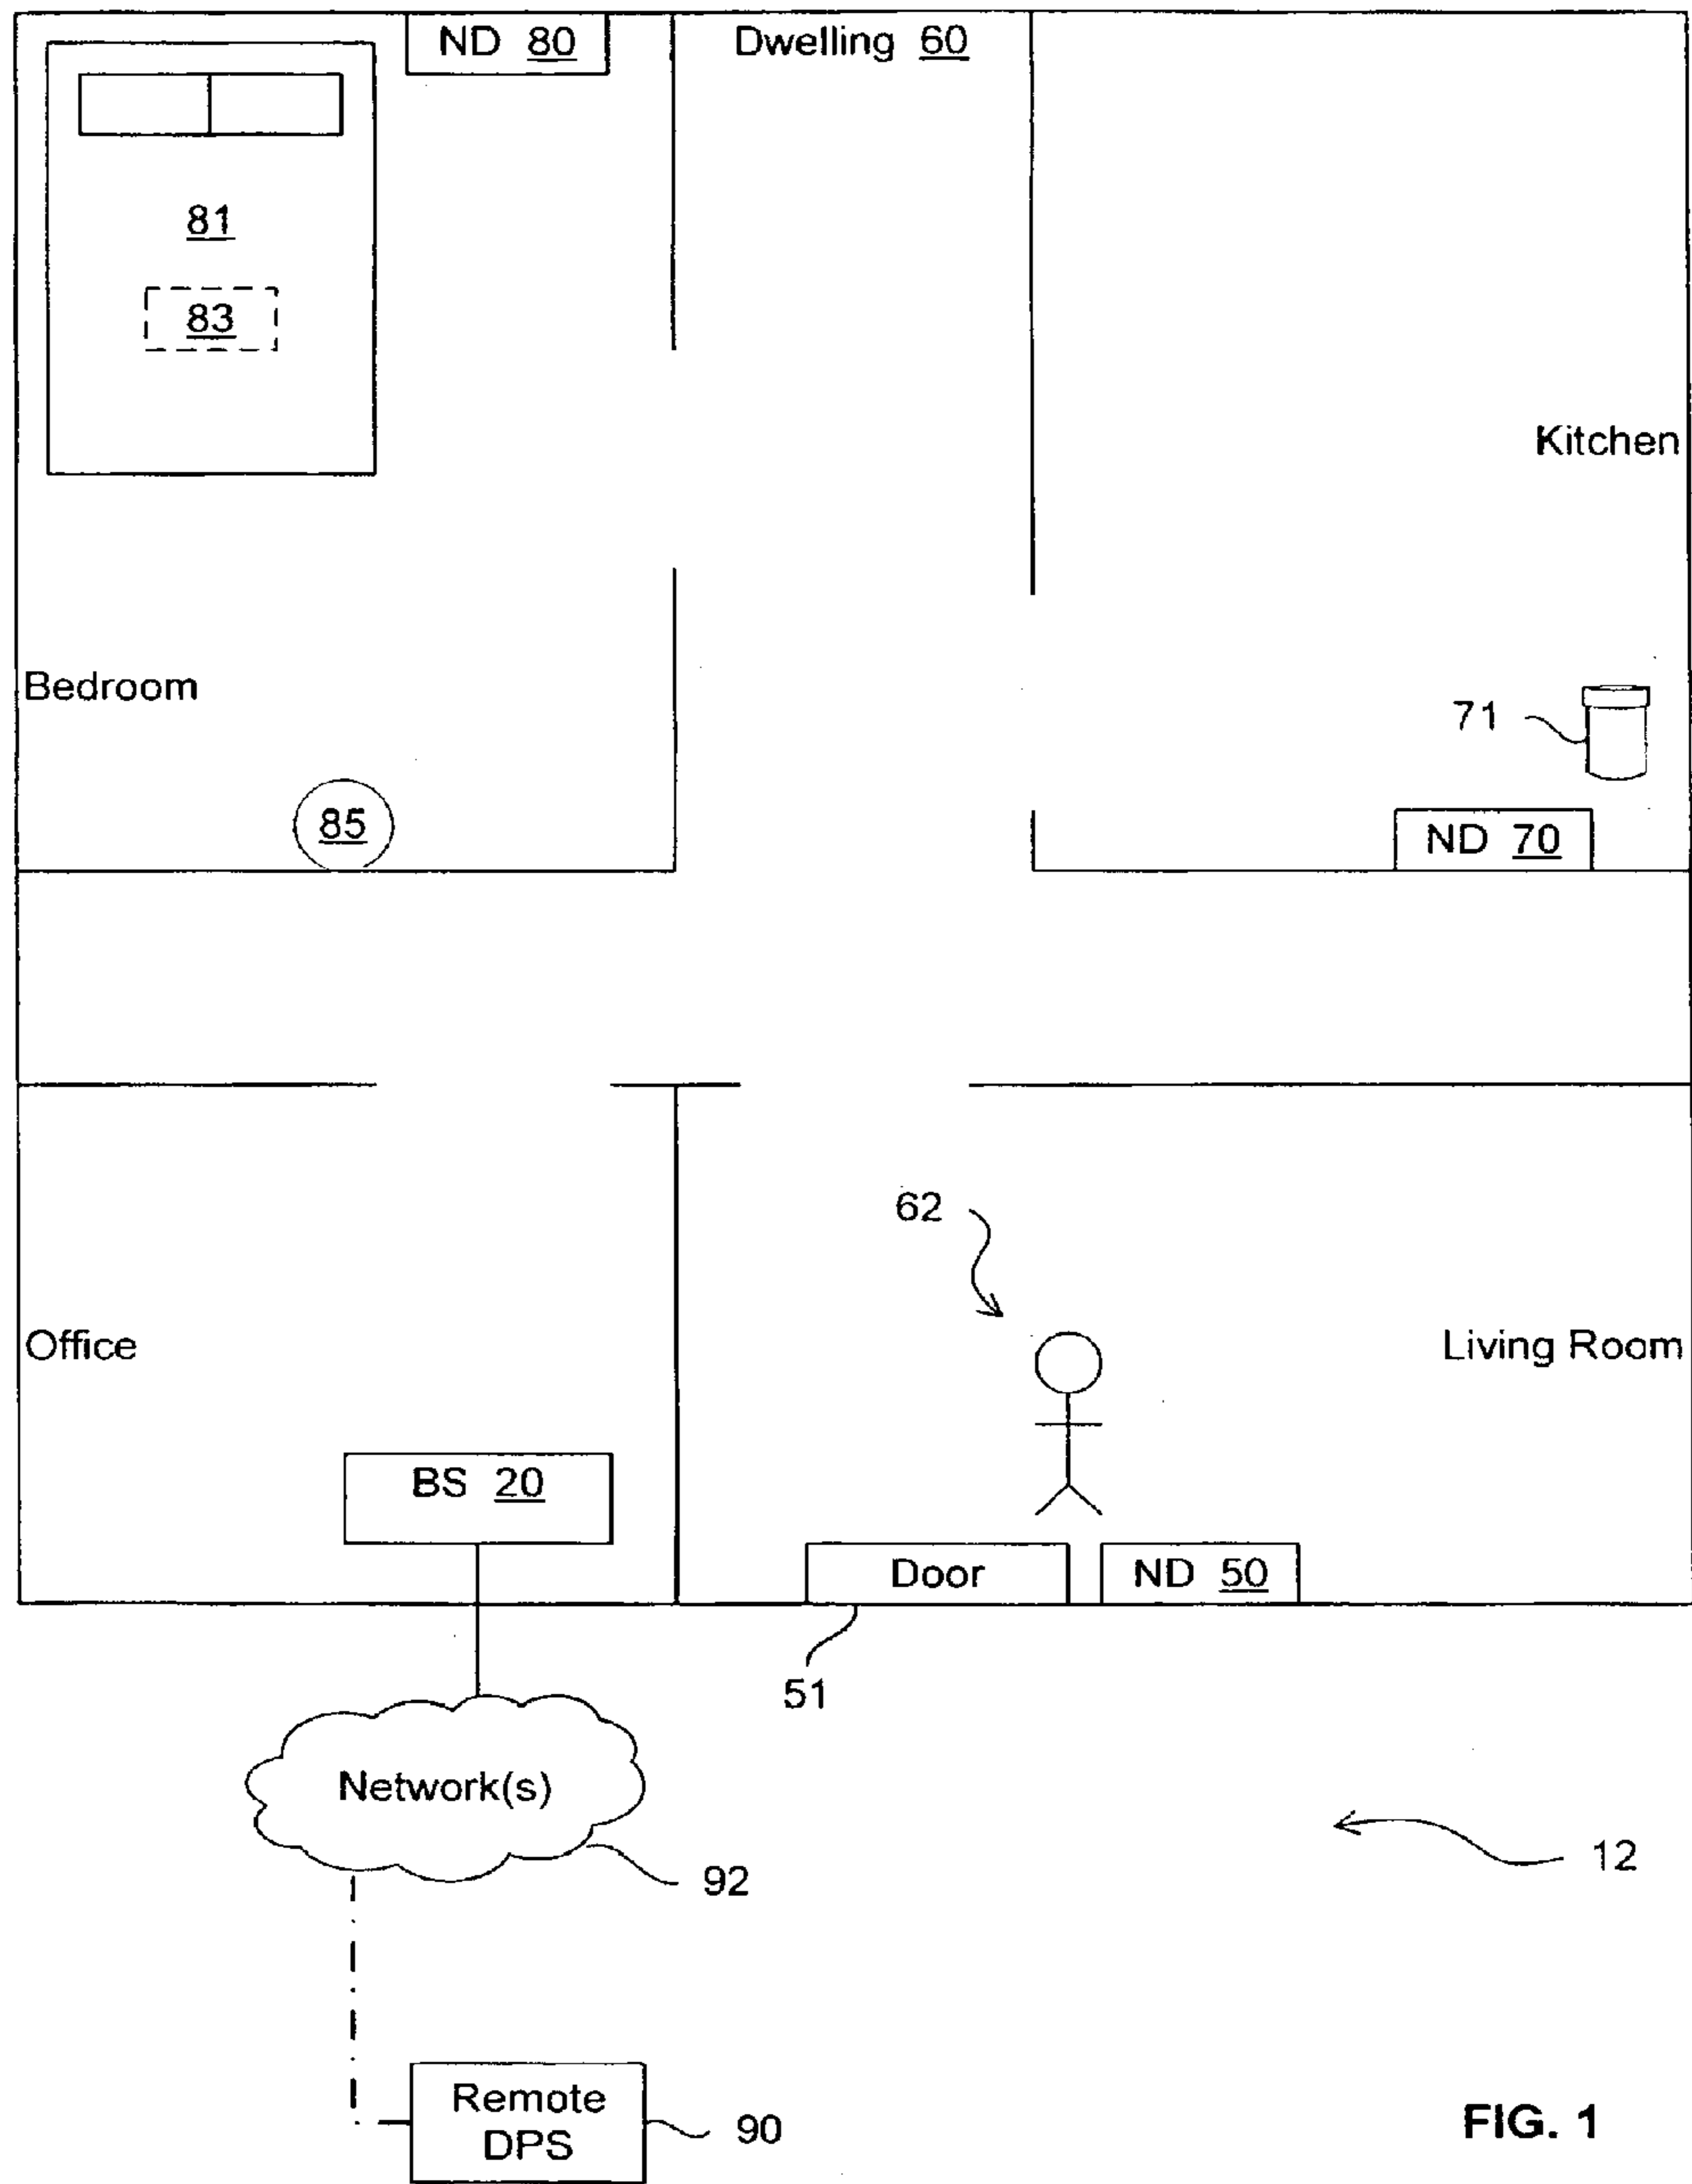 ND 80
Dwelling 60
81
83
Kitchen
Bedroom
71
85
ND 70
62
Office
Living Room
BS 20
Door
ND 50
51
Network(s)
92
12
Remote
DPS
90
FIG. 1